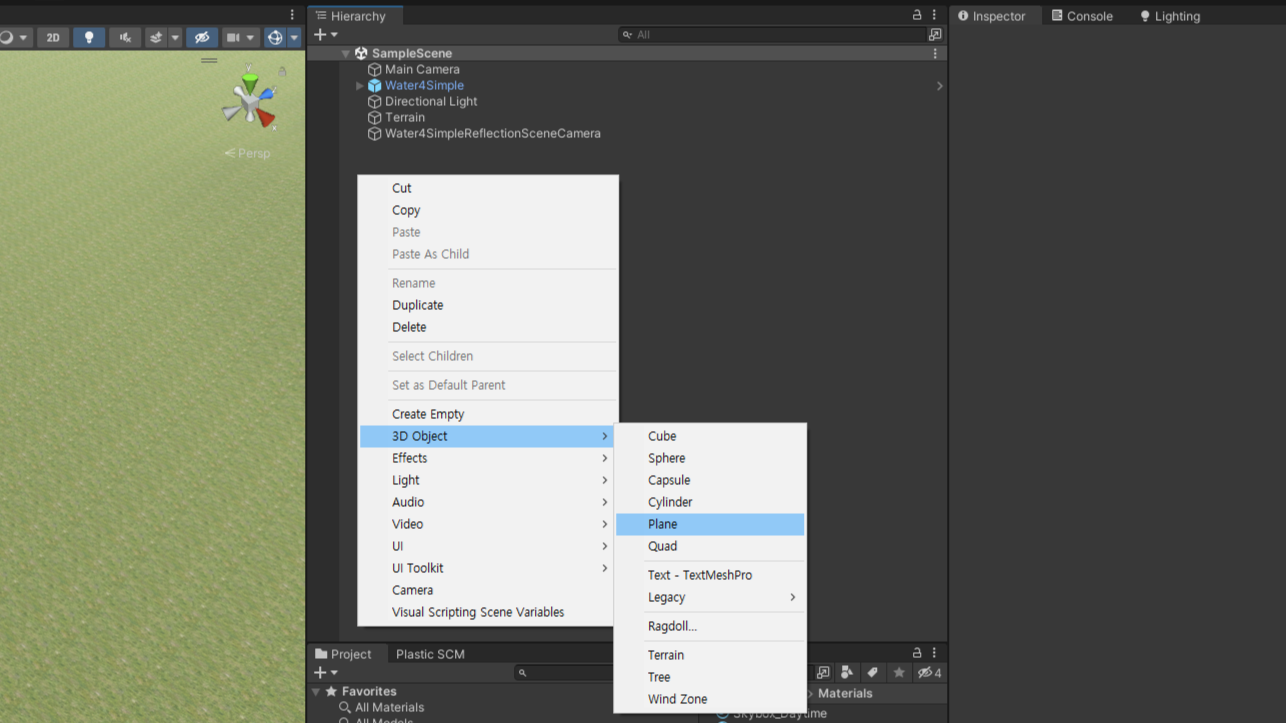 Hierarchy
Inspector
Console
Lighting
2D
All
SampleScene
Main Camera
Water4Simple
Directional Light
Terrain
Water4SimpleReflectionSceneCamera
y
z
x
Persp
Cut
Copy
Paste
Paste As Child
Rename
Duplicate
Delete
Select Children
Set as Default Parent
Create Empty
3D Object
Effects
Light
Audio
Video
UI
UI Toolkit
Camera
Visual Scripting Scene Variables
Cube
Sphere
Capsule
Cylinder
Plane
Quad
Text - TextMeshPro
Legacy
Ragdoll...
Terrain
Tree
Wind Zone
Project
Plastic SCM
4
Favorites
All Materials
All Models
Materials
Skybox_Daytime